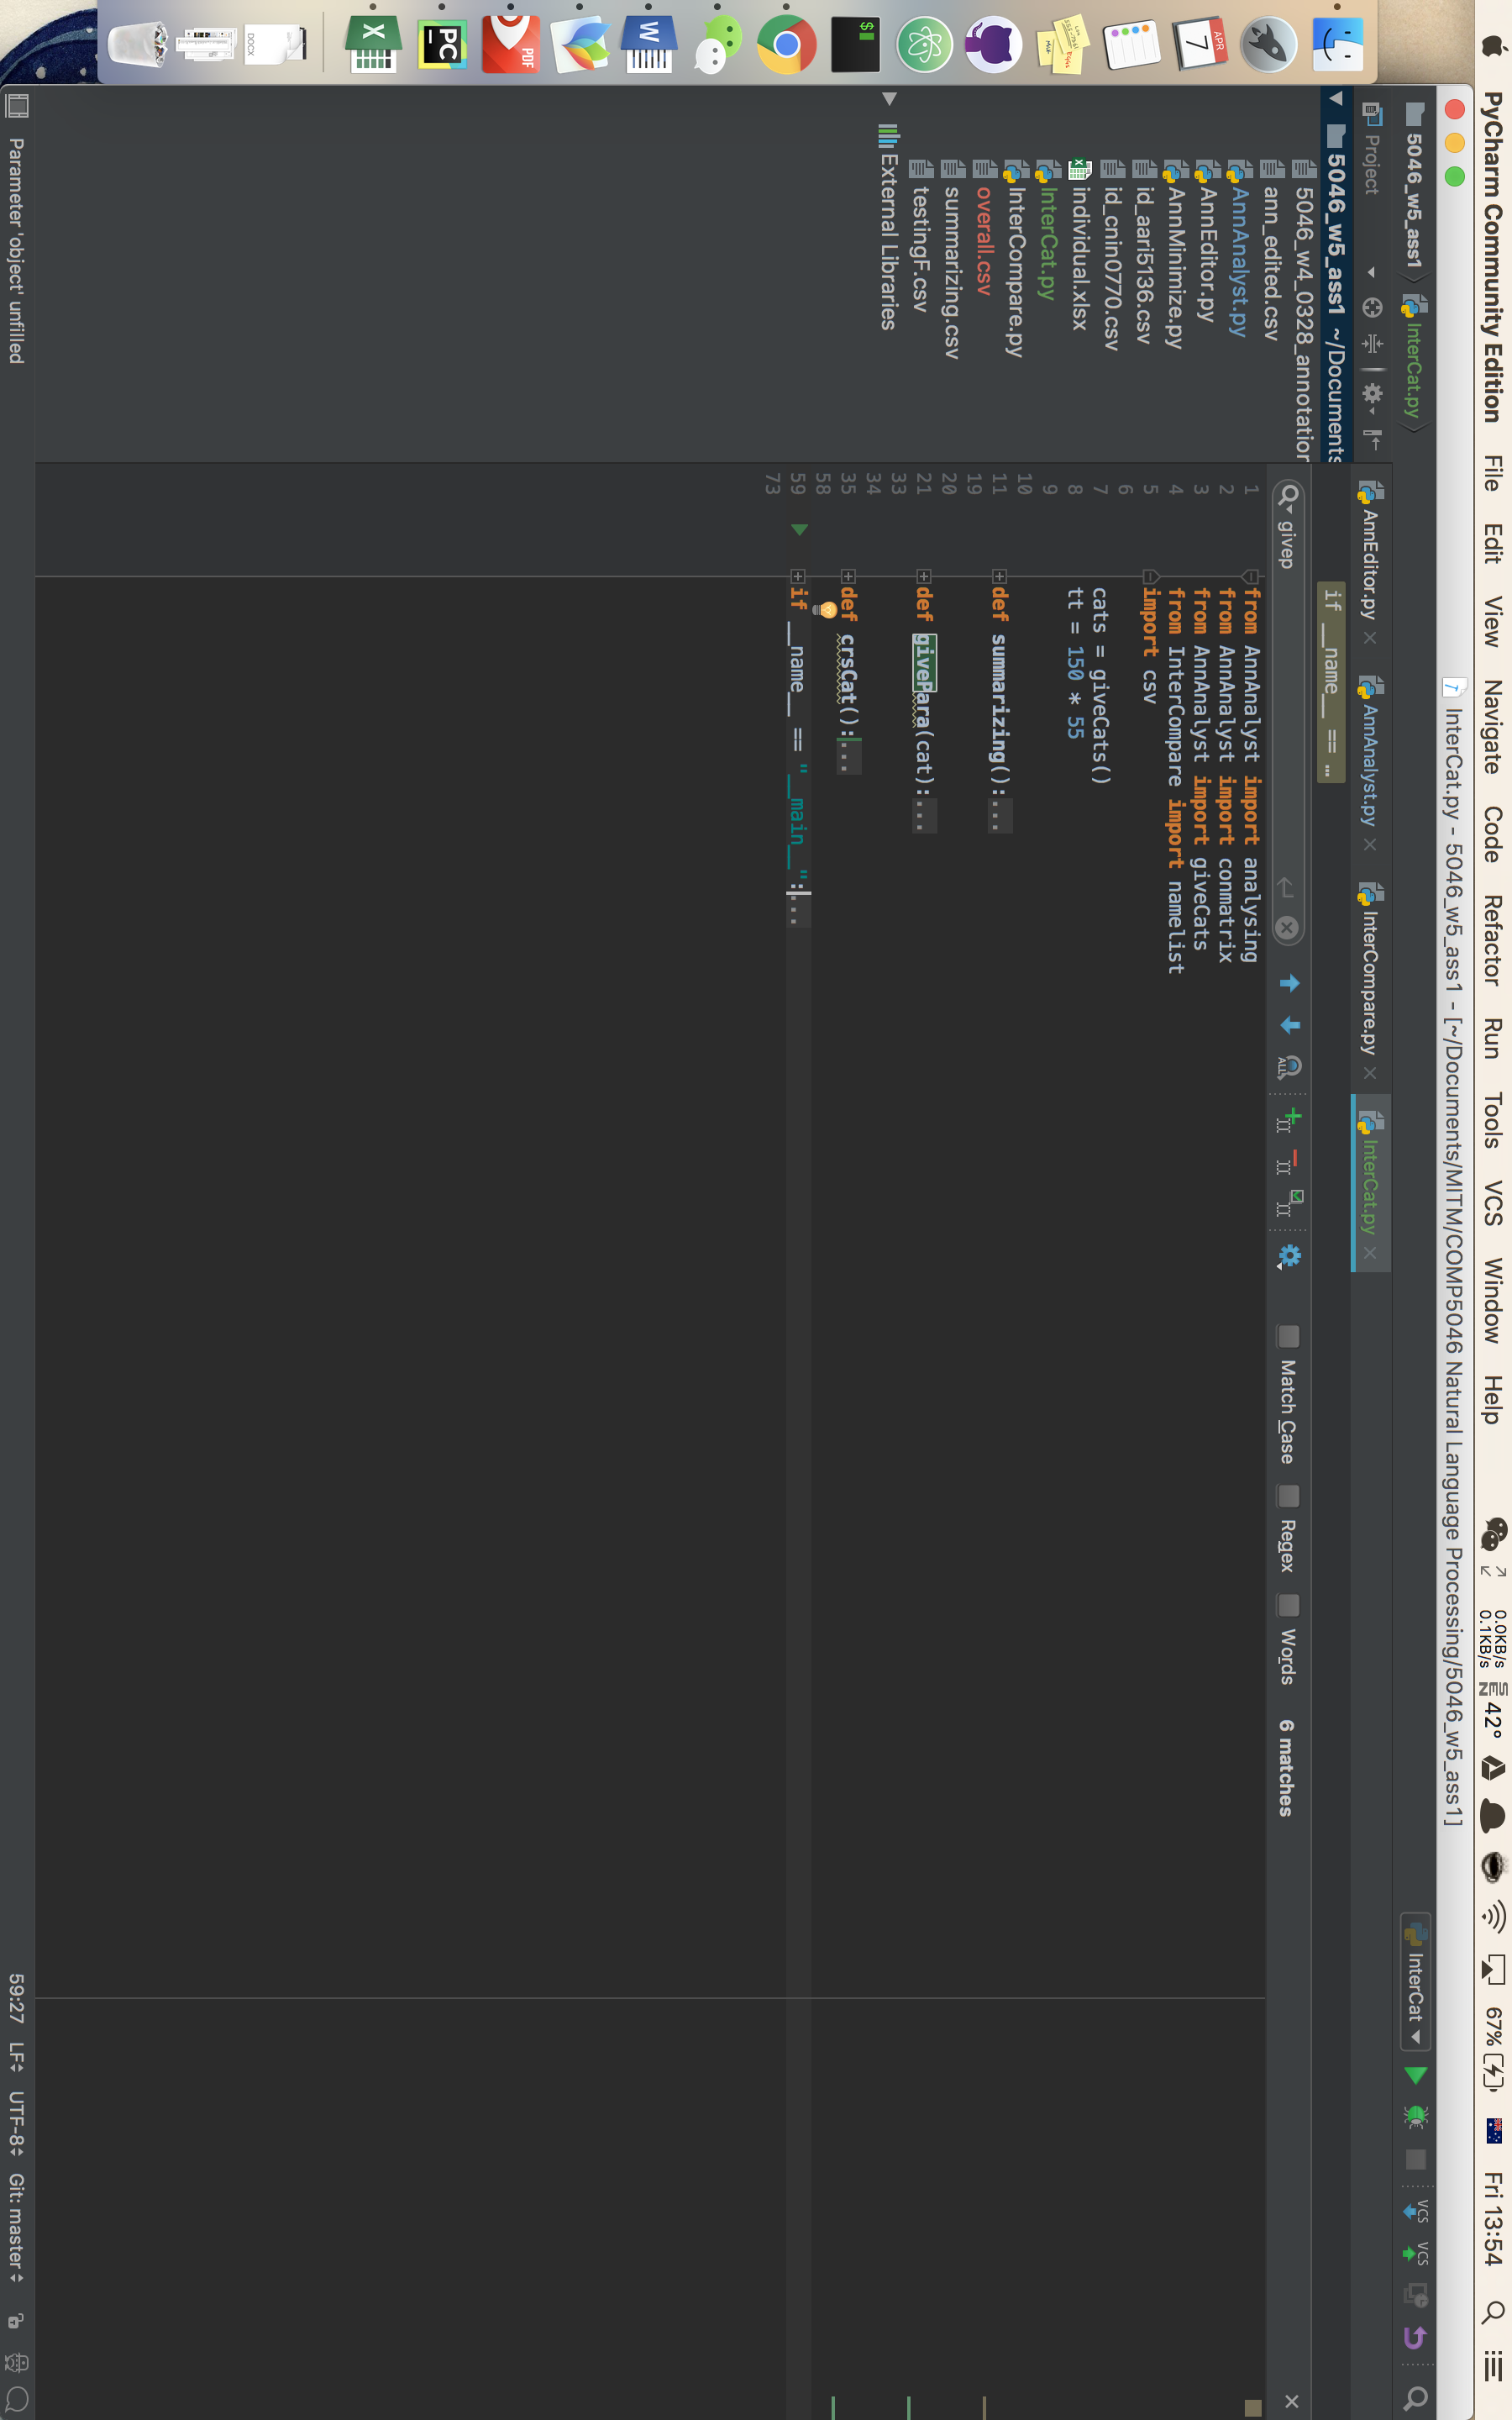 PyCharm Community Edition File Edit View Navigate Code Refactor Run Tools VCS Window Help 0.0KB/s 0.1KB/s 42° 67% Fri 13:54
InterCat.py - 5046_w5_ass1 - [~/Documents/MITM/COMP5046 Natural Language Processing/5046_w5_ass1]
5046_w5_ass1 InterCat.py InterCat VCS VCS
Project
AnnEditor.py AnnAnalyst.py InterCompare.py InterCat.py
5046_w5_ass1 ~/Documents
5046_w4_0328_annotation
ann_edited.csv
AnnAnalyst.py
AnnEditor.py
AnnMinimize.py
id_aari5136.csv
id_cnin0770.csv
individual.xlsx
InterCat.py
InterCompare.py
overall.csv
summarizing.csv
testingF.csv
External Libraries
if __name__ == ...
givep ALL Match Case Regex Words 6 matches
1 from AnnAnalyst import analysing
2 from AnnAnalyst import conmatrix
3 from AnnAnalyst import giveCats
4 from InterCompare import namelist
5 import csv
6
7 cats = giveCats()
8 tt = 150 * 55
9
10
11 def summarizing():...
19
20
21 def givePara(cat):...
33
34
35 def crsCat():...
58
59 if __name__ == "__main__":...
73
Parameter 'object' unfilled 59:27 LF UTF-8 Git: master
APR
7
PDF
W
PC
X
DOCX